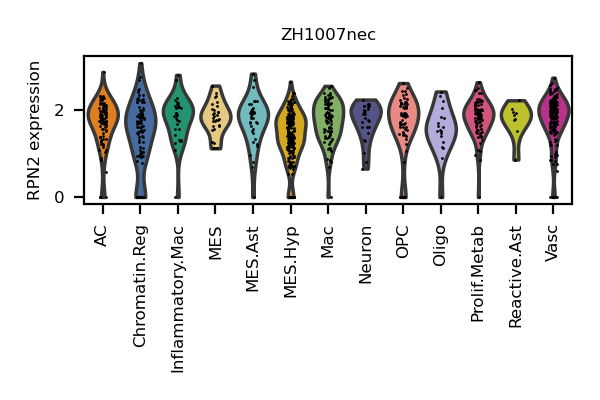 ZH1007nec
RPN2 expression
2
0
AC
Chromatin.Reg
Inflammatory.Mac
MES
MES.Ast
MES.Hyp
Mac
Neuron
OPC
Oligo
Prolif.Metab
Reactive.Ast
Vasc